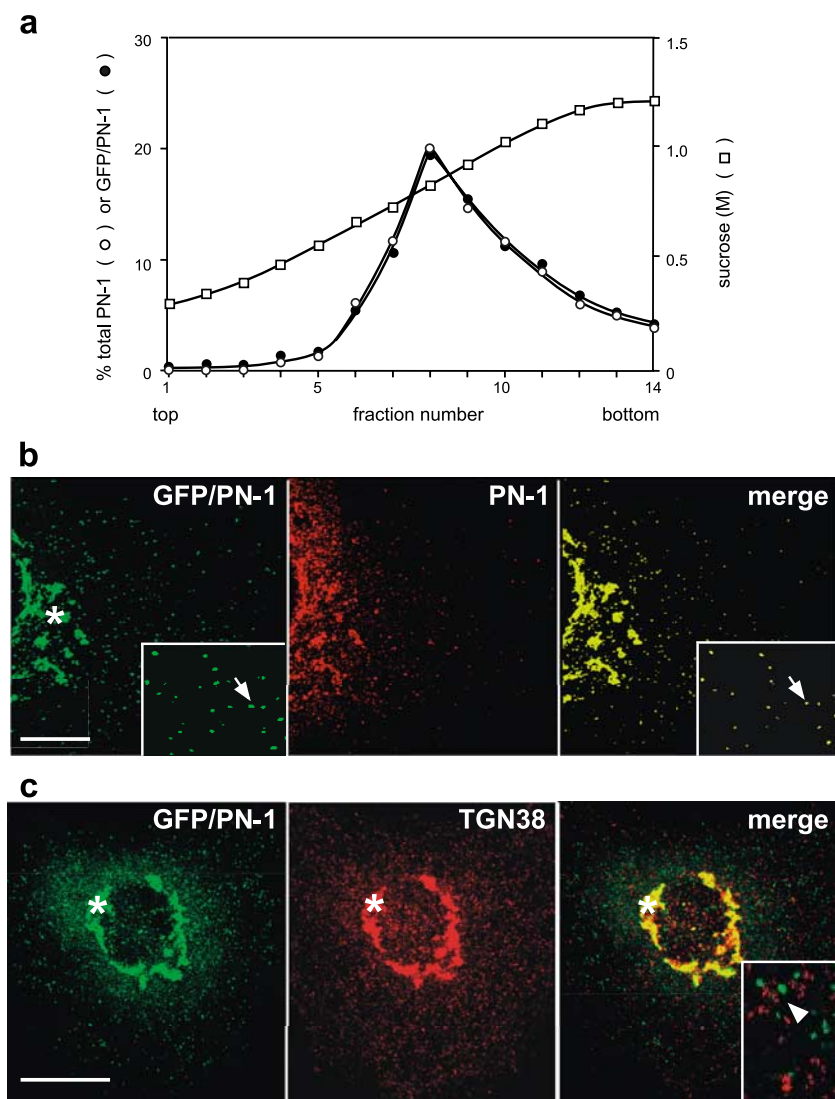 a
30
20
10
0
% total PN-1 ( ○ ) or GFP/PN-1 ( ● )
1.5
1.0
0.5
0
sucrose (M) ( □ )
1 5 10 14
top fraction number bottom
b
GFP/PN-1 PN-1 merge
*
c
GFP/PN-1 TGN38 merge
* * *